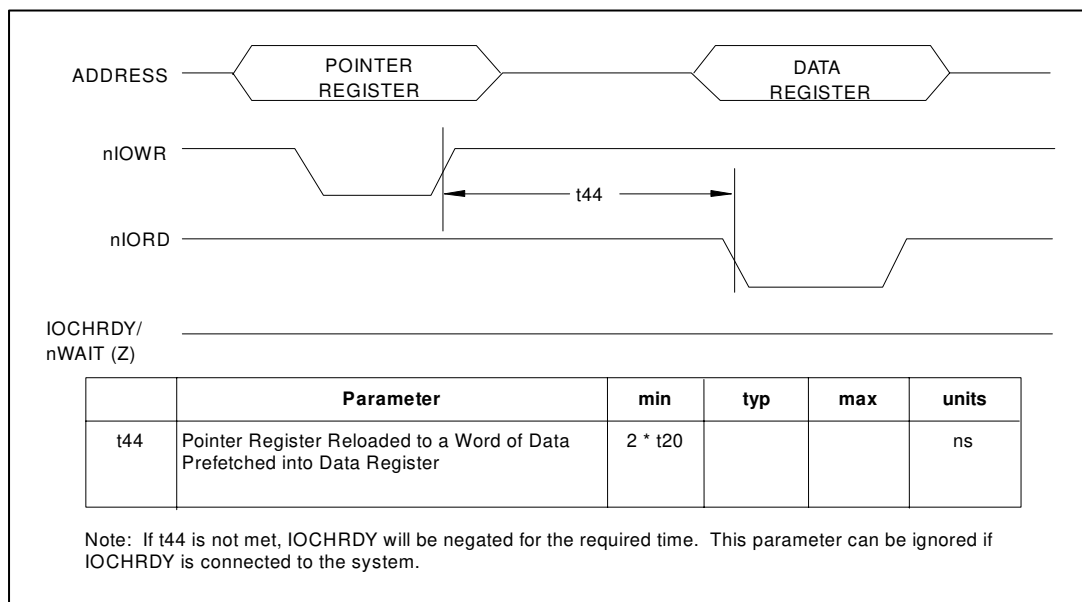 ADDRESS
POINTER
REGISTER
DATA
REGISTER
nIOWR
t44
nIORD
IOCHRDY/
nWAIT (Z)
Parameter min typ max units
t44 Pointer Register Reloaded to a Word of Data 2 * t20 ns
Prefetched into Data Register
Note: If t44 is not met, IOCHRDY will be negated for the required time. This parameter can be ignored if
IOCHRDY is connected to the system.